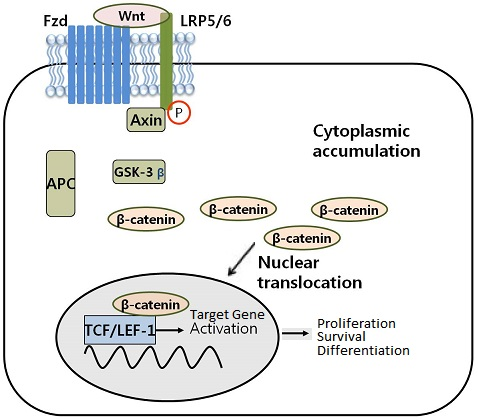 Wnt
Fzd
LRP5/6
Axin
P
Cytoplasmic
accumulation
APC
GSK-3 β
β-catenin
β-catenin
β-catenin
β-catenin
Nuclear
translocation
β-catenin
TCF/LEF-1
Target Gene
Activation
Proliferation
Survival
Differentiation